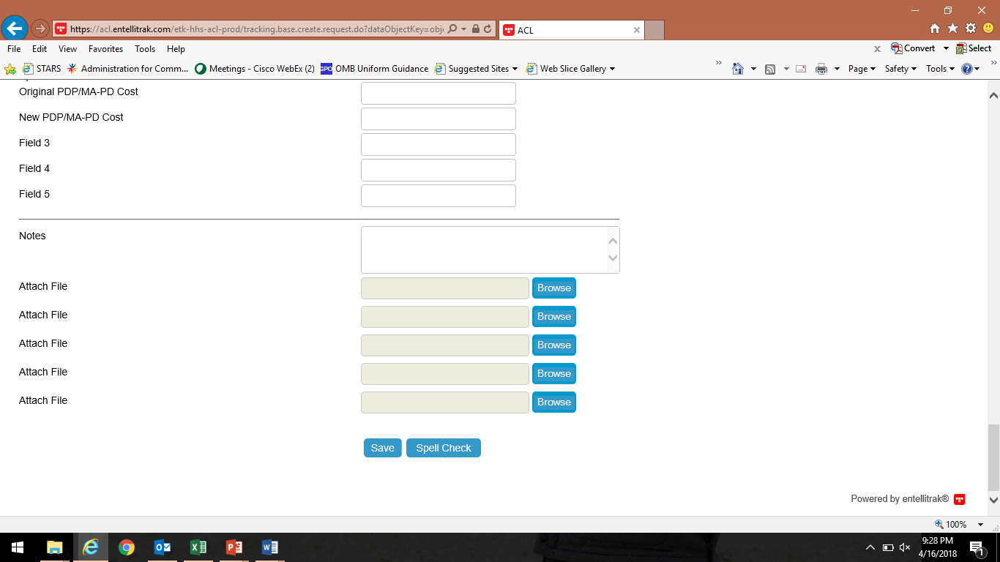 https://acl.entellitrak.com/etk-hhs-acl-prod/tracking.base.create.request.do?dataObjectKey=obj
ACL
File Edit View Favorites Tools Help
Convert Select
STARS Administration for Comm... Meetings - Cisco WebEx (2) GPO OMB Uniform Guidance Suggested Sites Web Slice Gallery Page Safety Tools
Original PDP/MA-PD Cost
New PDP/MA-PD Cost
Field 3
Field 4
Field 5
Notes
Attach File Browse
Attach File Browse
Attach File Browse
Attach File Browse
Attach File Browse
Save Spell Check
Powered by entellitrak®
100%
9:28 PM
4/16/2018
1